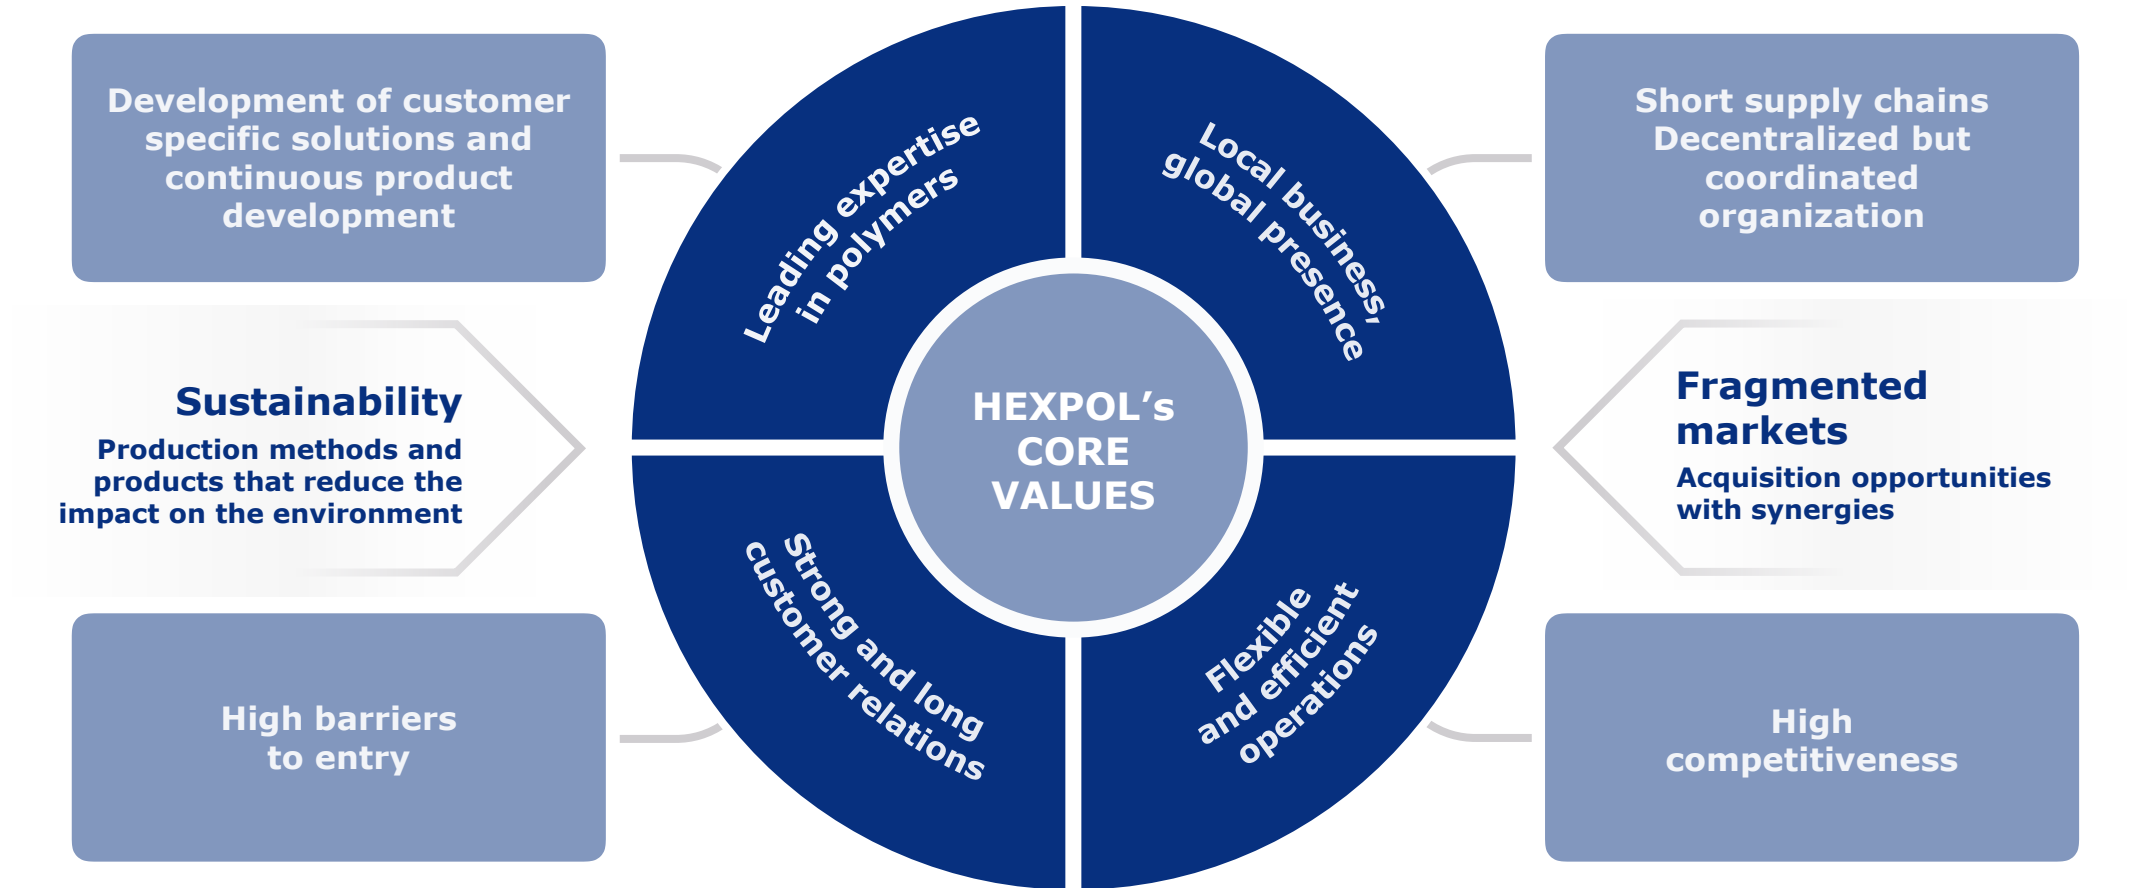 Development of customer
specific solutions and
continuous product
development
Leading expertise
in polymers
Local business,
global presence
Short supply chains
Decentralized but
coordinated
organization
Sustainability
Production methods and
products that reduce the
impact on the environment
HEXPOL’s
CORE
VALUES
Fragmented
markets
Acquisition opportunities
with synergies
High barriers
to entry
Strong and long
customer relations
Flexible
and efficient
operations
High
competitiveness